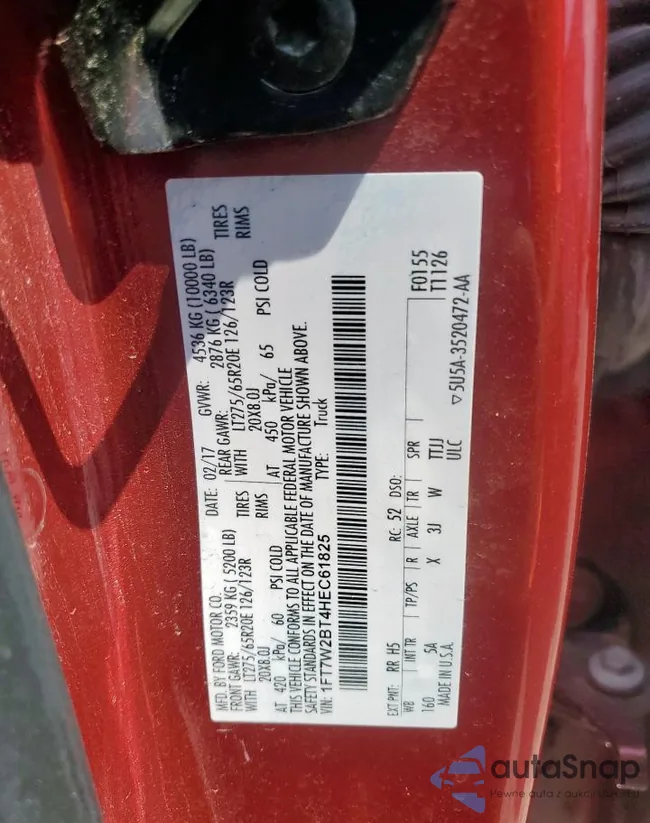 MFD. BY FORD MOTOR CO.
DATE: 02/17
GVWR: 4536 KG (10000 LB)
FRONT GAWR: 2359 KG ( 5200 LB)
REAR GAWR: 2876 KG ( 6340 LB)
LT275/65R20E 126/123R TIRES
WITH LT275/65R20E 126/123R TIRES
20X8.0J RIMS
20X8.0J RIMS
AT 420 kPa/ 60 PSI COLD
AT 450 kPa/ 65 PSI COLD
THIS VEHICLE CONFORMS TO ALL APPLICABLE FEDERAL MOTOR VEHICLE
SAFETY STANDARDS IN EFFECT ON THE DATE OF MANUFACTURE SHOWN ABOVE.
VIN: 1FT7W2BT4HEC61825
TYPE: Truck
EXT PNT: RR H5
RC: 52 DSO:
F0155
WB INT TR TP/PS R AXLE TR SPR
T1126
160 5A X 3J W TTJJ
MADE IN U.S.A.
ULC
▽5U5A-3520472-AA
autoSnap
Pewne auta z aukcji